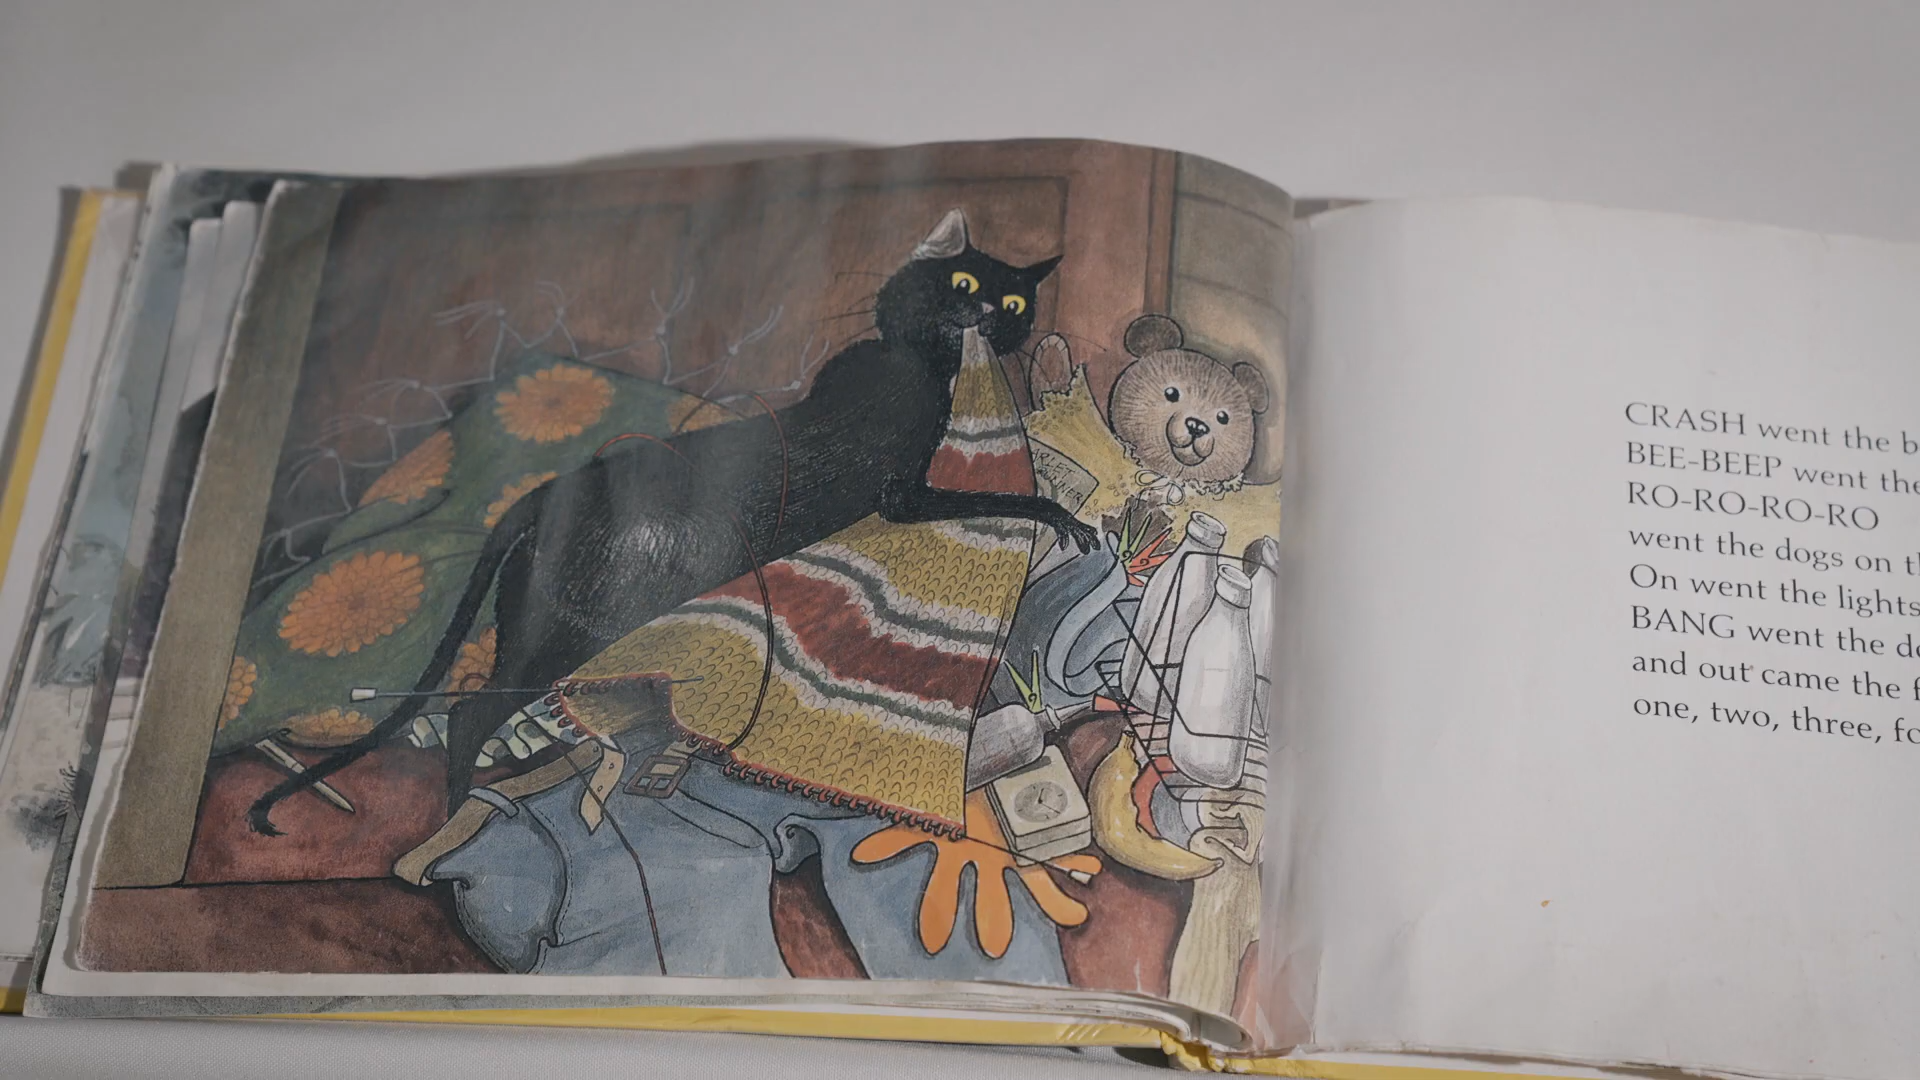 CRASH went the b
BEE-BEEP went the
RO-RO-RO-RO
went the dogs on th
On went the lights
BANG went the do
and out came the f
one, two, three, fo